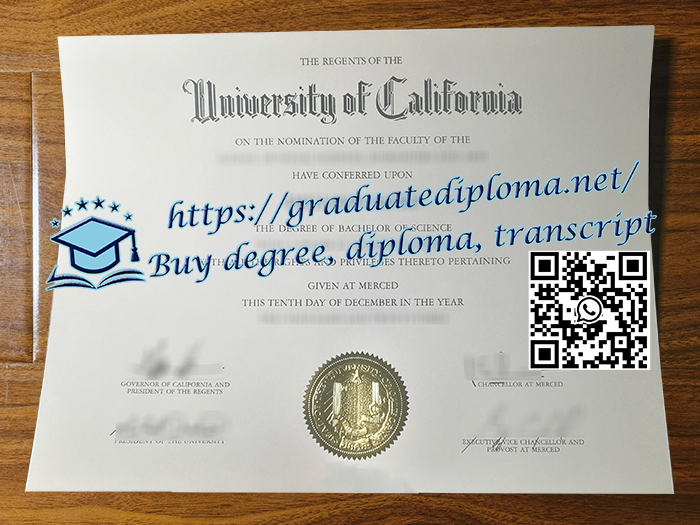 THE REGENTS OF THE
University of California
ON THE NOMINATION OF THE FACULTY OF THE
HAVE CONFERRED UPON
https://graduatediploma.net/
THE DEGREE OF BACHELOR OF SCIENCE
Buy degree, diploma, transcript
RIGHTS AND PRIVILEGES THERETO PERTAINING
GIVEN AT MERCED
THIS TENTH DAY OF DECEMBER IN THE YEAR
GOVERNOR OF CALIFORNIA AND
PRESIDENT OF THE REGENTS
CHANCELLOR AT MERCED
PRESIDENT OF THE UNIVERSITY
EXECUTIVE VICE CHANCELLOR AND
PROVOST AT MERCED